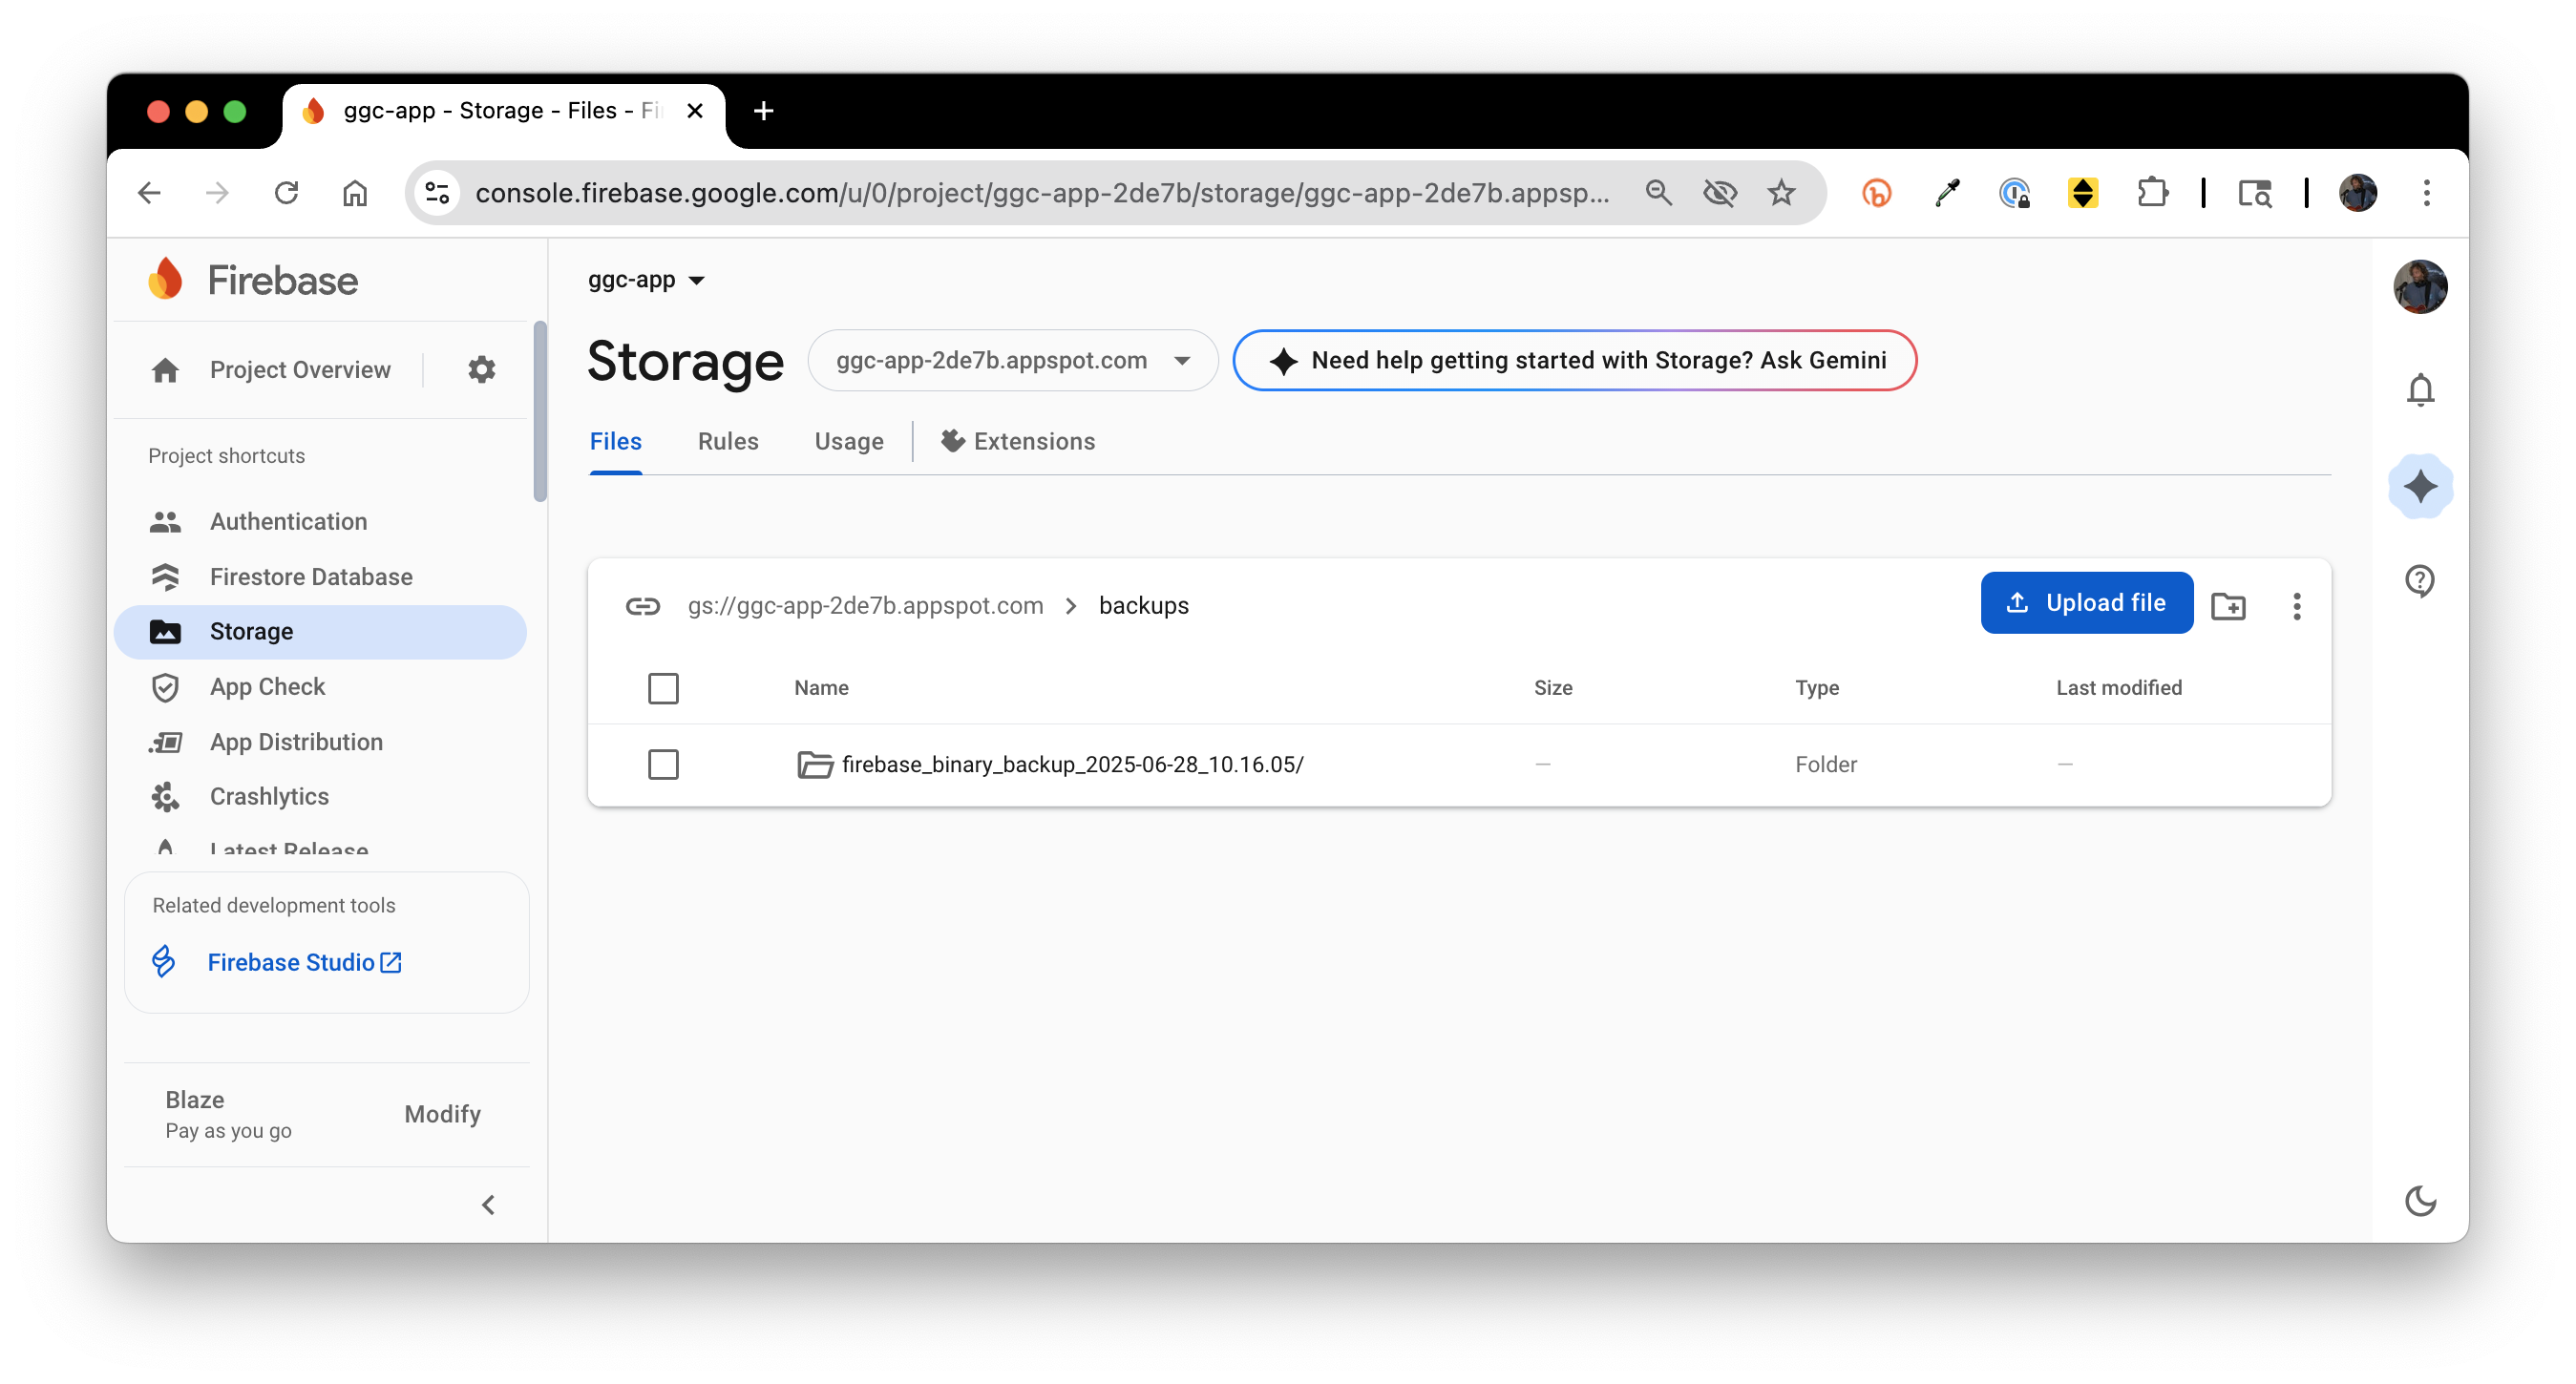 ggc-app - Storage - Files - Fi
console.firebase.google.com/u/0/project/ggc-app-2de7b/storage/ggc-app-2de7b.appsp...
Firebase
Project Overview
Project shortcuts
Authentication
Firestore Database
Storage
App Check
App Distribution
Crashlytics
Latest Release
Related development tools
Firebase Studio
Blaze
Pay as you go
Modify
ggc-app
Storage
ggc-app-2de7b.appspot.com
Need help getting started with Storage? Ask Gemini
Files Rules Usage Extensions
gs://ggc-app-2de7b.appspot.com > backups
Upload file
Name Size Type Last modified
firebase_binary_backup_2025-06-28_10.16.05/ — Folder —